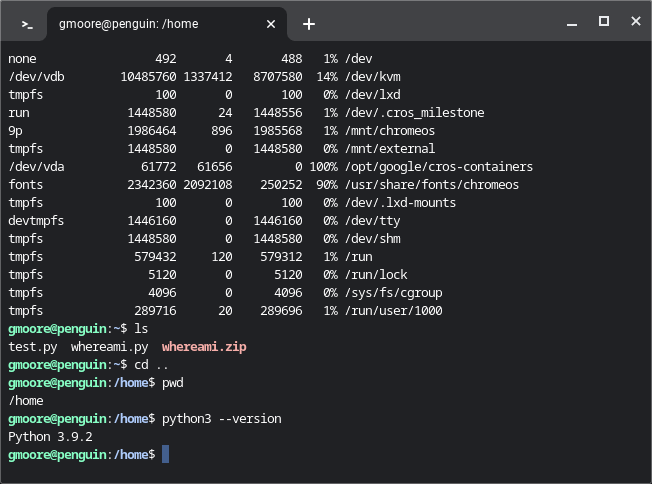 gmoore@penguin: /home
none 492 4 488 1% /dev
/dev/vdb 10485760 1337412 8707580 14% /dev/kvm
tmpfs 100 0 100 0% /dev/lxd
run 1448580 24 1448556 1% /dev/.cros_milestone
9p 1986464 896 1985568 1% /mnt/chromeos
tmpfs 1448580 0 1448580 0% /mnt/external
/dev/vda 61772 61656 0 100% /opt/google/cros-containers
fonts 2342360 2092108 250252 90% /usr/share/fonts/chromeos
tmpfs 100 0 100 0% /dev/.lxd-mounts
devtmpfs 1446160 0 1446160 0% /dev/tty
tmpfs 1448580 0 1448580 0% /dev/shm
tmpfs 579432 120 579312 1% /run
tmpfs 5120 0 5120 0% /run/lock
tmpfs 4096 0 4096 0% /sys/fs/cgroup
tmpfs 289716 20 289696 1% /run/user/1000
gmoore@penguin:~$ ls
test.py whereami.py whereami.zip
gmoore@penguin:~$ cd ..
gmoore@penguin:/home$ pwd
/home
gmoore@penguin:/home$ python3 --version
Python 3.9.2
gmoore@penguin:/home$